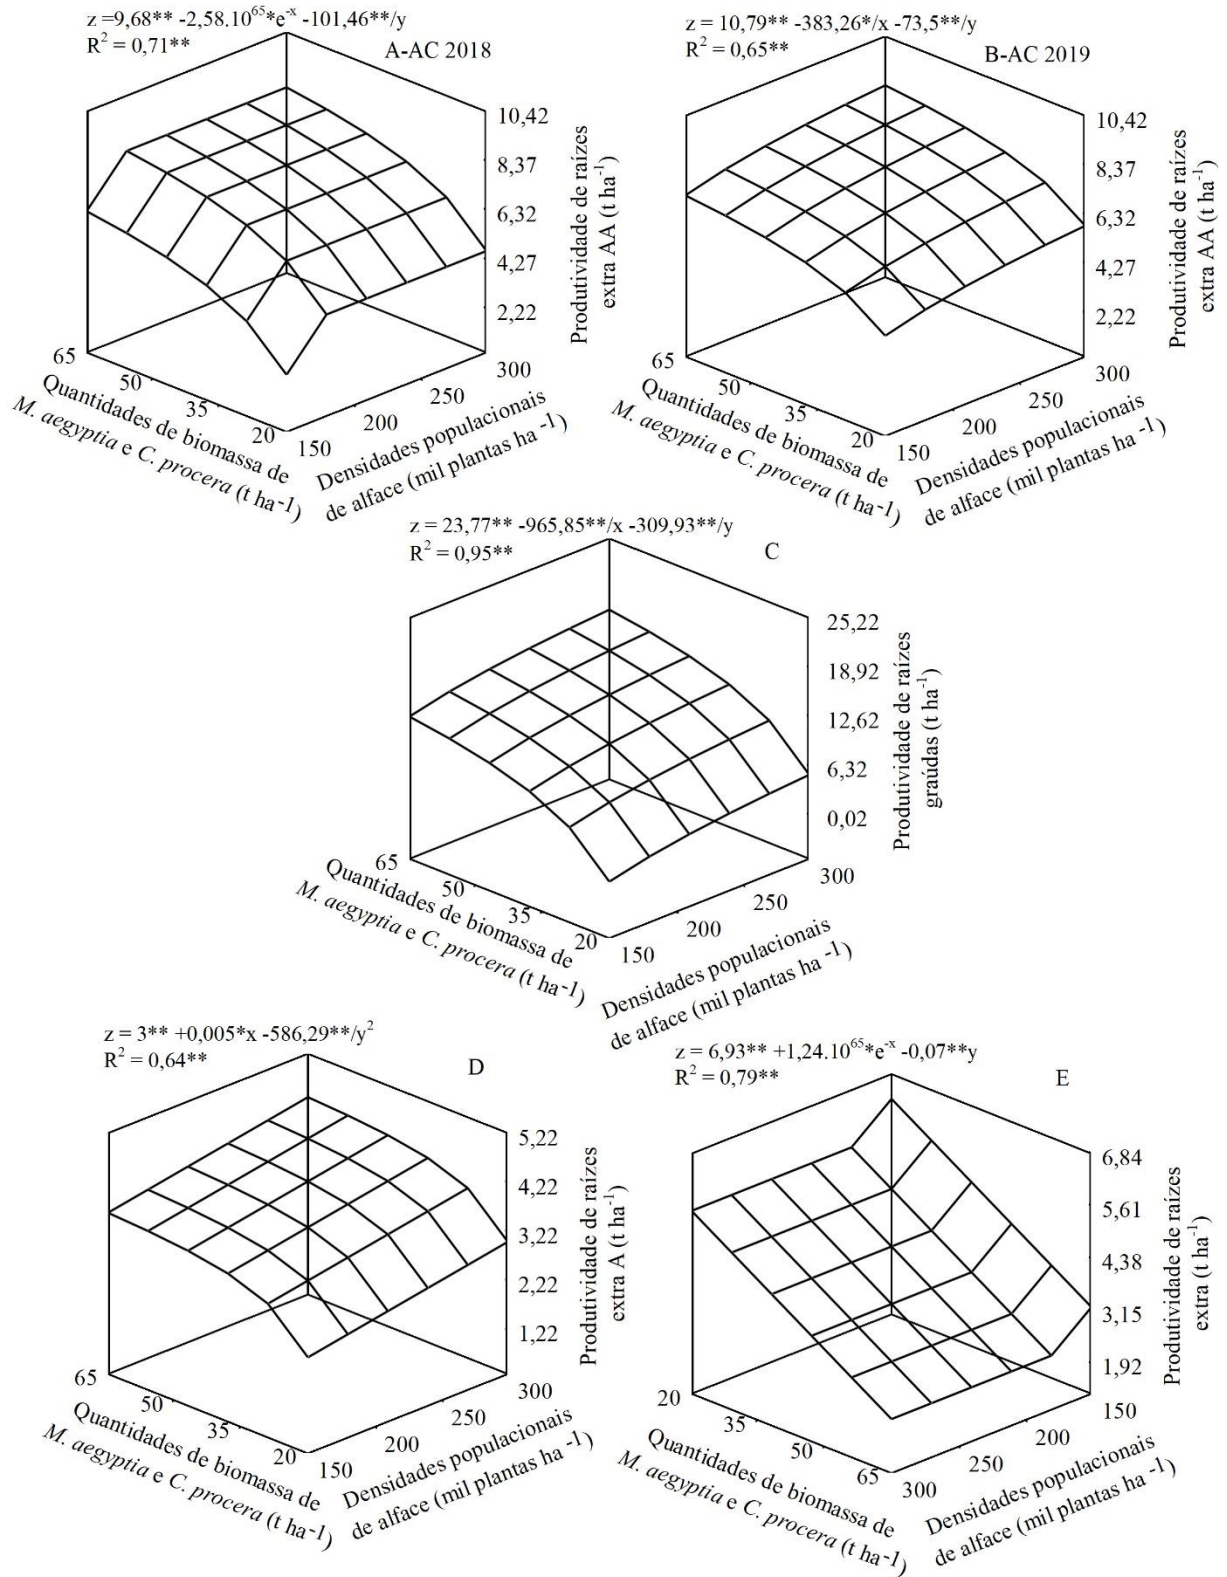 z =9,68** -2,58.10^65*e^-x -101,46**/y
R² = 0,71**
A-AC 2018
10,42
8,37
6,32
4,27
2,22
Produtividade de raízes
extra AA (t ha⁻¹)
65
50
35
20
Quantidades de biomassa de
M. aegyptia e C. procera (t ha⁻¹)
150
200
250
300
Densidades populacionais
de alface (mil plantas ha ⁻¹)
z = 10,79** -383,26*/x -73,5**/y
R² = 0,65**
B-AC 2019
10,42
8,37
6,32
4,27
2,22
Produtividade de raízes
extra AA (t ha⁻¹)
65
50
35
20
Quantidades de biomassa de
M. aegyptia e C. procera (t ha⁻¹)
150
200
250
300
Densidades populacionais
de alface (mil plantas ha ⁻¹)
z = 23,77** -965,85**/x -309,93**/y
R² = 0,95**
C
25,22
18,92
12,62
6,32
0,02
Produtividade de raízes
graúdas (t ha⁻¹)
65
50
35
20
Quantidades de biomassa de
M. aegyptia e C. procera (t ha⁻¹)
150
200
250
300
Densidades populacionais
de alface (mil plantas ha ⁻¹)
z = 3** +0,005*x -586,29**/y²
R² = 0,64**
D
5,22
4,22
3,22
2,22
1,22
Produtividade de raízes
extra A (t ha⁻¹)
65
50
35
20
Quantidades de biomassa de
M. aegyptia e C. procera (t ha⁻¹)
150
200
250
300
Densidades populacionais
de alface (mil plantas ha ⁻¹)
z = 6,93** +1,24.10^65*e^-x -0,07**y
R² = 0,79**
E
6,84
5,61
4,38
3,15
1,92
Produtividade de raízes
extra (t ha⁻¹)
20
35
50
65
Quantidades de biomassa de
M. aegyptia e C. procera (t ha⁻¹)
300
250
200
150
Densidades populacionais
de alface (mil plantas ha ⁻¹)